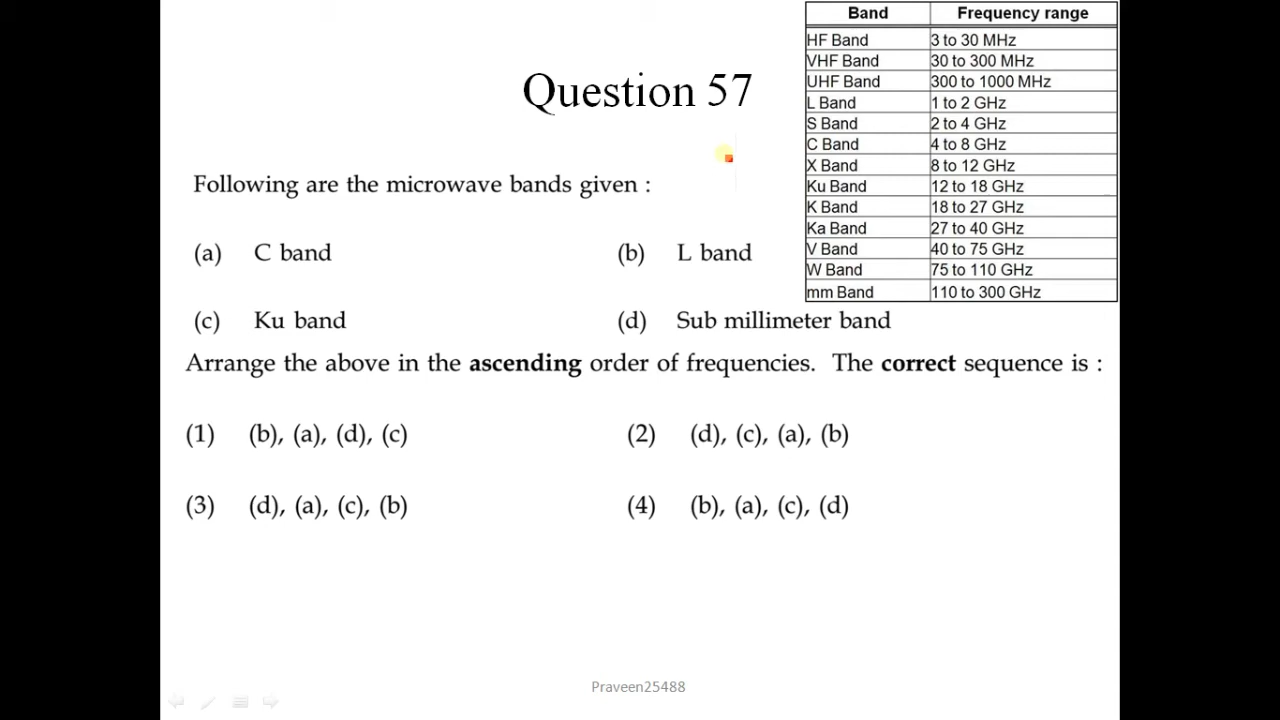 Band Frequency range
HF Band 3 to 30 MHz
VHF Band 30 to 300 MHz
UHF Band 300 to 1000 MHz
L Band 1 to 2 GHz
S Band 2 to 4 GHz
C Band 4 to 8 GHz
X Band 8 to 12 GHz
Ku Band 12 to 18 GHz
K Band 18 to 27 GHz
Ka Band 27 to 40 GHz
V Band 40 to 75 GHz
W Band 75 to 110 GHz
mm Band 110 to 300 GHz
Question 57
Following are the microwave bands given :
(a) C band (b) L band
(c) Ku band (d) Sub millimeter band
Arrange the above in the ascending order of frequencies. The correct sequence is :
(1) (b), (a), (d), (c) (2) (d), (c), (a), (b)
(3) (d), (a), (c), (b) (4) (b), (a), (c), (d)
Praveen25488